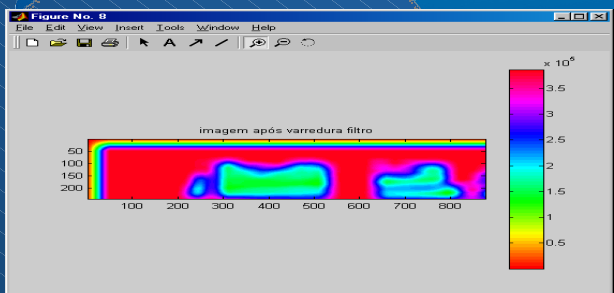 Figure No. 8
File Edit View Insert Tools Window Help
A
imagem após varredura filtro
x 10^6
3.5
3
2.5
2
1.5
1
0.5
50
100
150
200
100 200 300 400 500 600 700 800